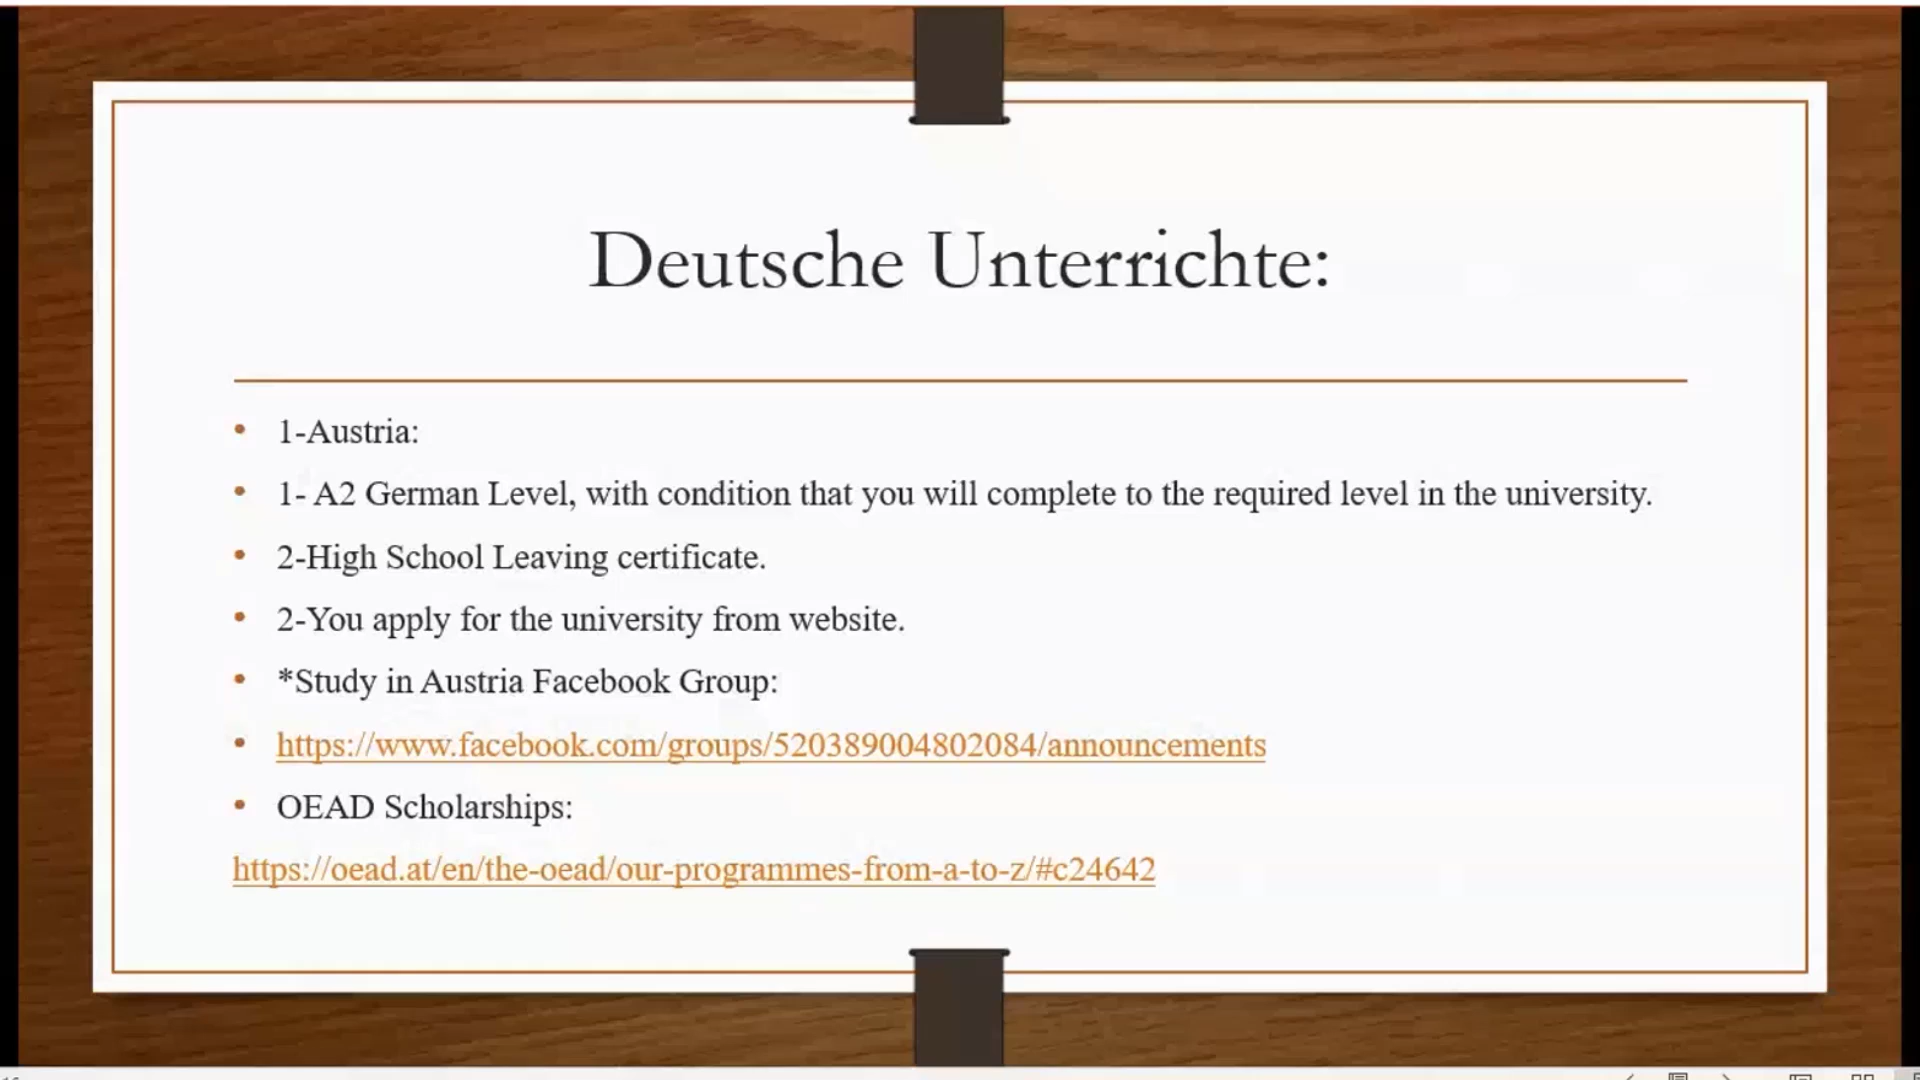 Deutsche Unterrichte:
• 1-Austria:
• 1- A2 German Level, with condition that you will complete to the required level in the university.
• 2-High School Leaving certificate.
• 2-You apply for the university from website.
• *Study in Austria Facebook Group:
• https://www.facebook.com/groups/520389004802084/announcements
• OEAD Scholarships:
https://oead.at/en/the-oead/our-programmes-from-a-to-z/#c24642